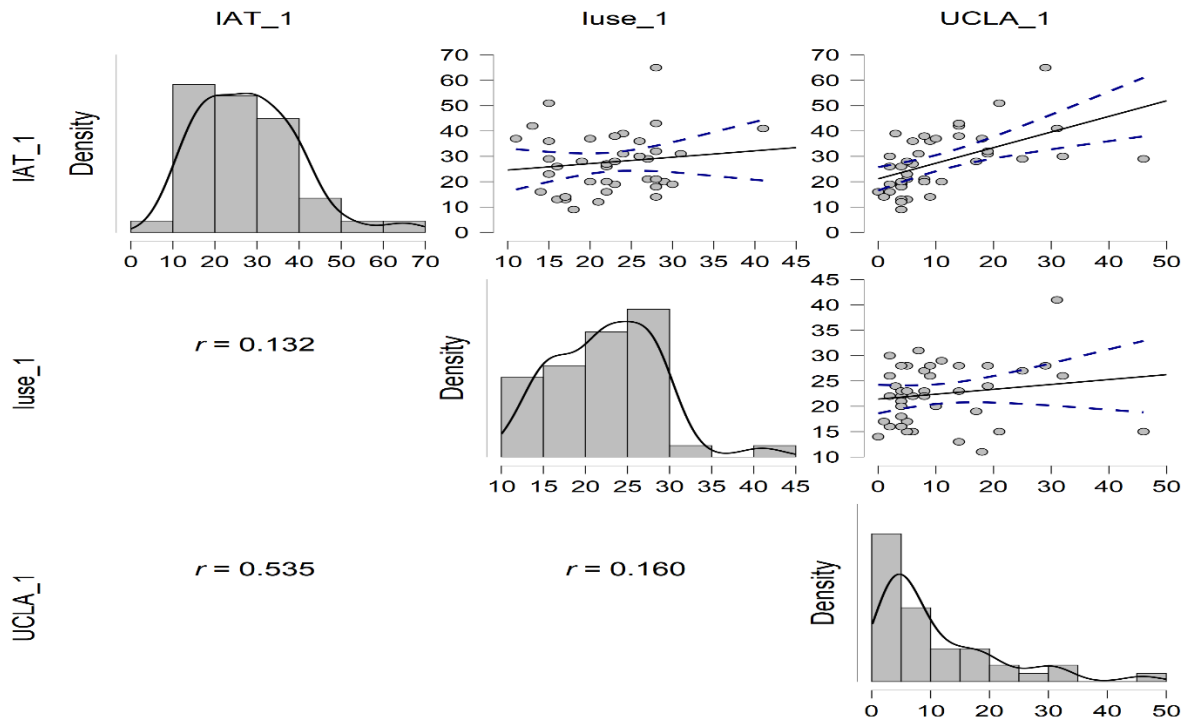 IAT_1 Iuse_1 UCLA_1
IAT_1
Density
0 10 20 30 40 50 60 70
70
60
50
40
30
20
10
0
10 15 20 25 30 35 40 45
70
60
50
40
30
20
10
0
0 10 20 30 40 50
Iuse_1
r = 0.132
Density
10 15 20 25 30 35 40 45
45
40
35
30
25
20
15
10
0 10 20 30 40 50
UCLA_1
r = 0.535
r = 0.160
Density
0 10 20 30 40 50